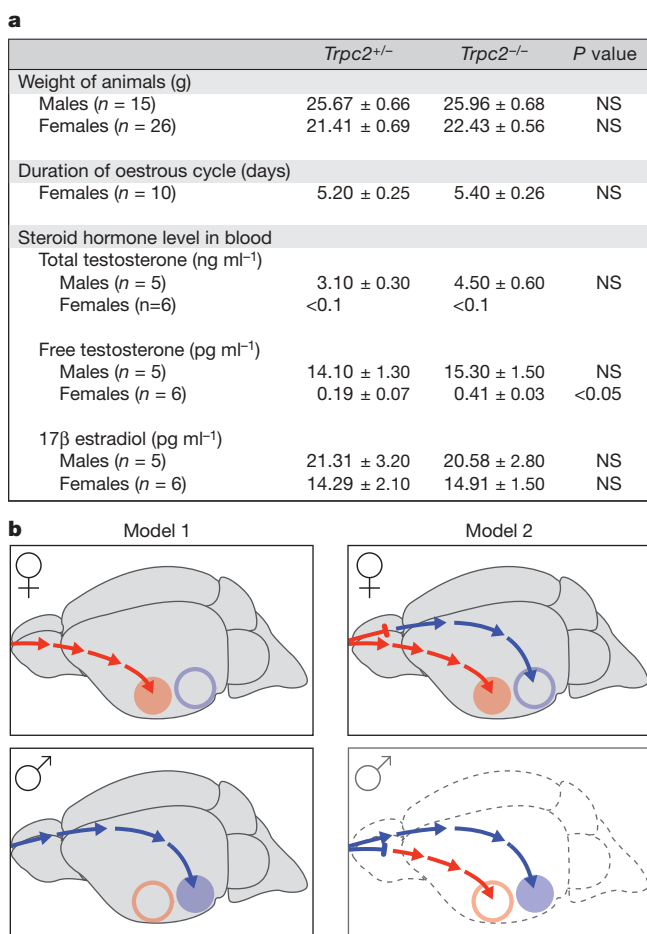 a
Trpc2+/− Trpc2−/− P value
Weight of animals (g)
Males (n = 15) 25.67 ± 0.66 25.96 ± 0.68 NS
Females (n = 26) 21.41 ± 0.69 22.43 ± 0.56 NS
Duration of oestrous cycle (days)
Females (n = 10) 5.20 ± 0.25 5.40 ± 0.26 NS
Steroid hormone level in blood
Total testosterone (ng ml−1)
Males (n = 5) 3.10 ± 0.30 4.50 ± 0.60 NS
Females (n=6) <0.1 <0.1
Free testosterone (pg ml−1)
Males (n = 5) 14.10 ± 1.30 15.30 ± 1.50 NS
Females (n = 6) 0.19 ± 0.07 0.41 ± 0.03 <0.05
17β estradiol (pg ml−1)
Males (n = 5) 21.31 ± 3.20 20.58 ± 2.80 NS
Females (n = 6) 14.29 ± 2.10 14.91 ± 1.50 NS
b
Model 1 Model 2
♀ ♀
♂ ♂